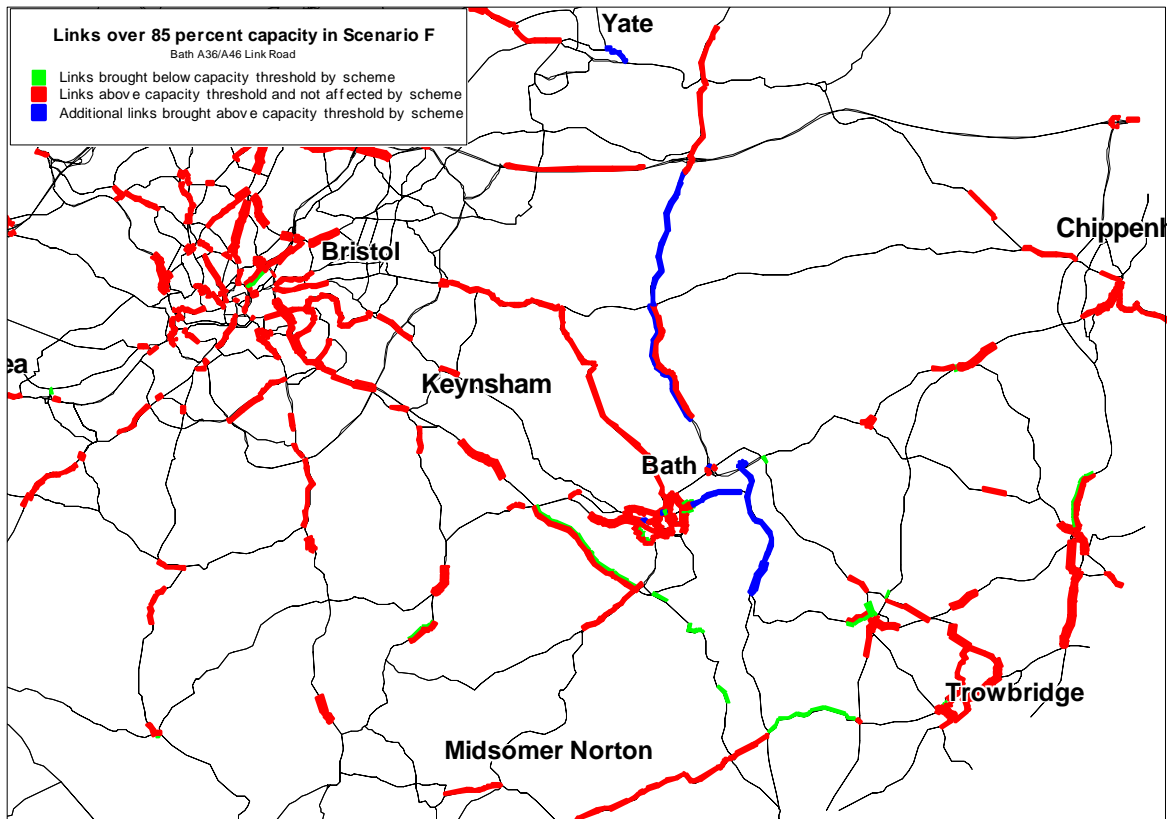 Links over 85 percent capacity in Scenario F
Bath A36/A46 Link Road
Links brought below capacity threshold by scheme
Links above capacity threshold and not affected by scheme
Additional links brought above capacity threshold by scheme
Yate
Chippenh
Bristol
ea
Keynsham
Bath
Trowbridge
Midsomer Norton